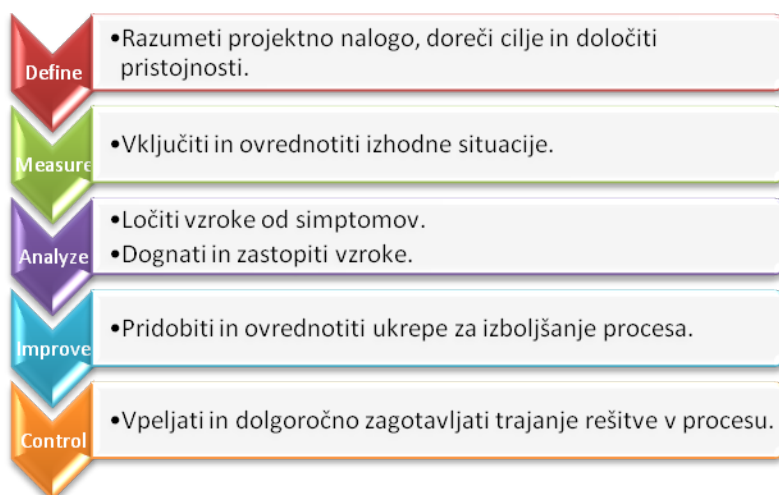 Define
•Razumeti projektno nalogo, doreči cilje in določiti
pristojnosti.
Measure
•Vključiti in ovrednotiti izhodne situacije.
Analyze
•Ločiti vzroke od simptomov.
•Dognati in zastopiti vzroke.
Improve
•Pridobiti in ovrednotiti ukrepe za izboljšanje procesa.
Control
•Vpeljati in dolgoročno zagotavljati trajanje rešitve v procesu.